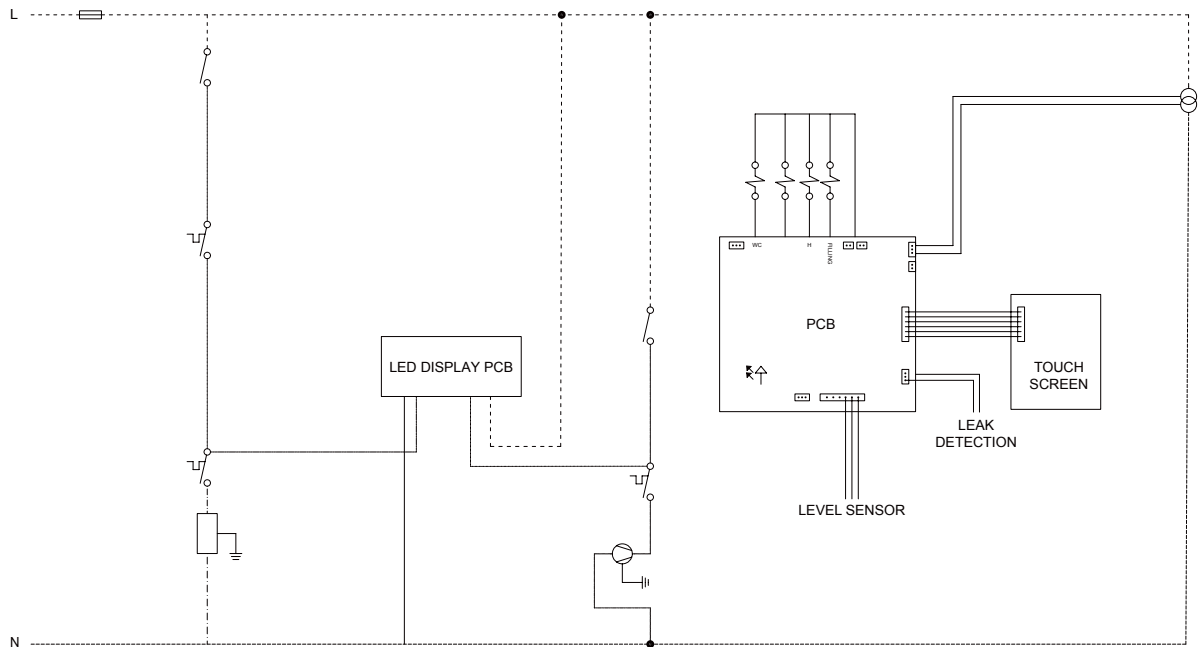 L
WC
H
FILLING
PCB
LED DISPLAY PCB
TOUCH
SCREEN
LEAK
DETECTION
LEVEL SENSOR
N